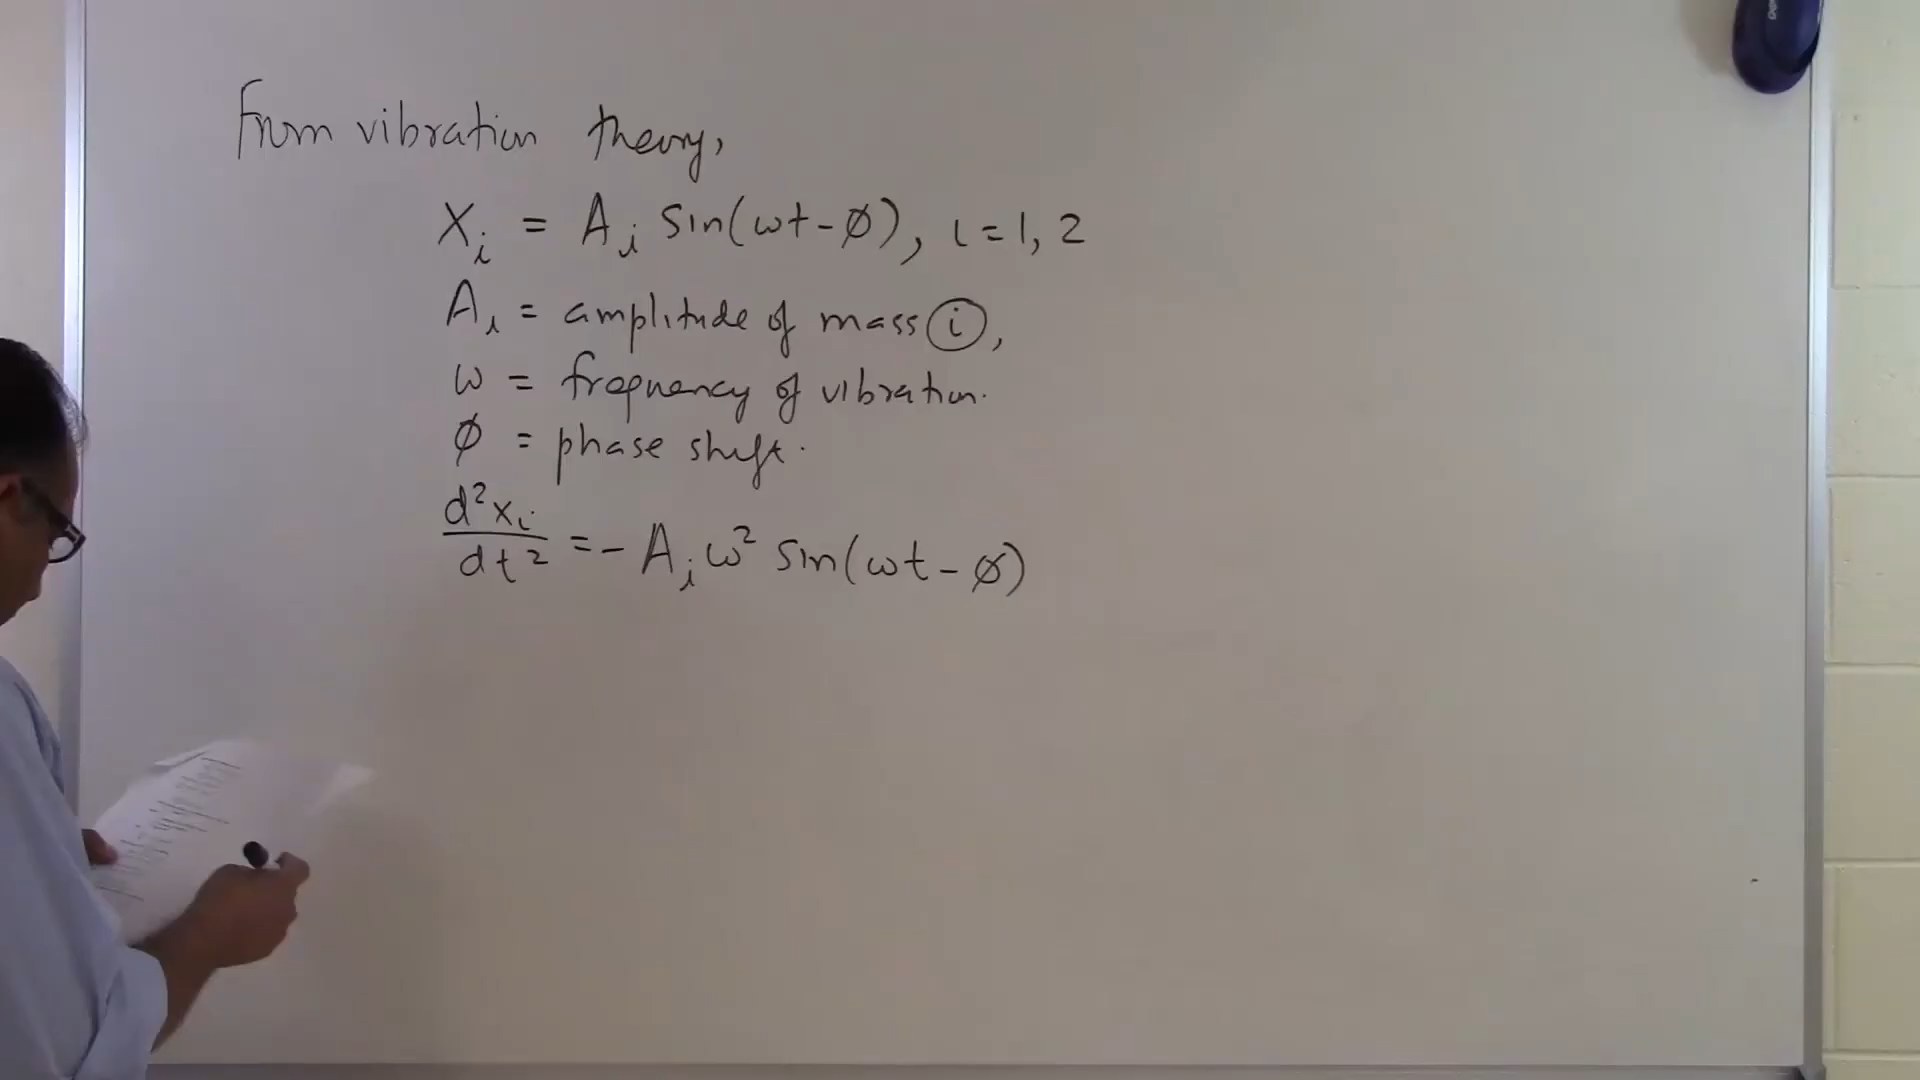 From vibration theory,
Xi = Ai sin(ωt-ø), i=1, 2
Ai = amplitude of mass ⓘ,
ω = frequency of vibration.
ø = phase shift.
d²xi/dt² = - Ai ω² sin(ωt - ø)